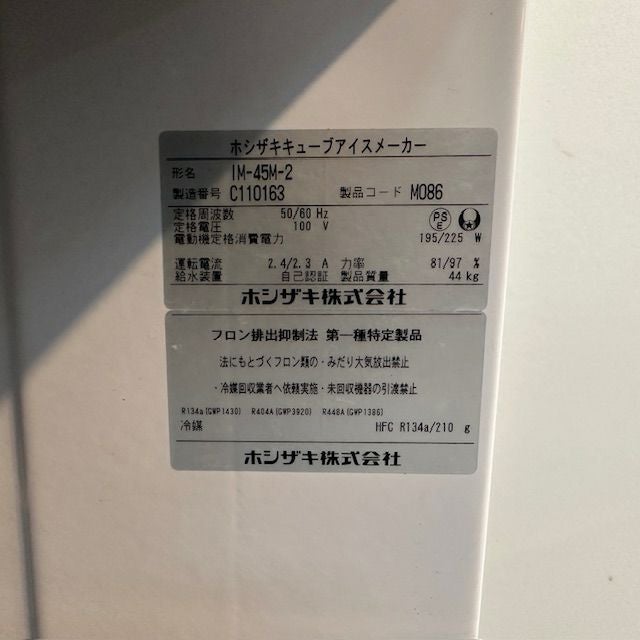 ホシザキキューブアイスメーカー
形名 IM-45M-2
製造番号 C110163 製品コード M086
定格周波数 50/60 Hz
定格電圧 100 V
PS E
電動機定格消費電力 195/225 W
運転電流 2.4/2.3 A 力率 81/97 %
給水装置 自己認証 製品質量 44 kg
ホシザキ株式会社
フロン排出抑制法 第一種特定製品
法にもとづくフロン類の・みだり大気放出禁止
・冷媒回収業者へ依頼実施・未回収機器の引渡禁止
R134a(GWP1430) R404A(GWP3920) R448A(GWP1386)
冷媒 HFC R134a/210 g
ホシザキ株式会社